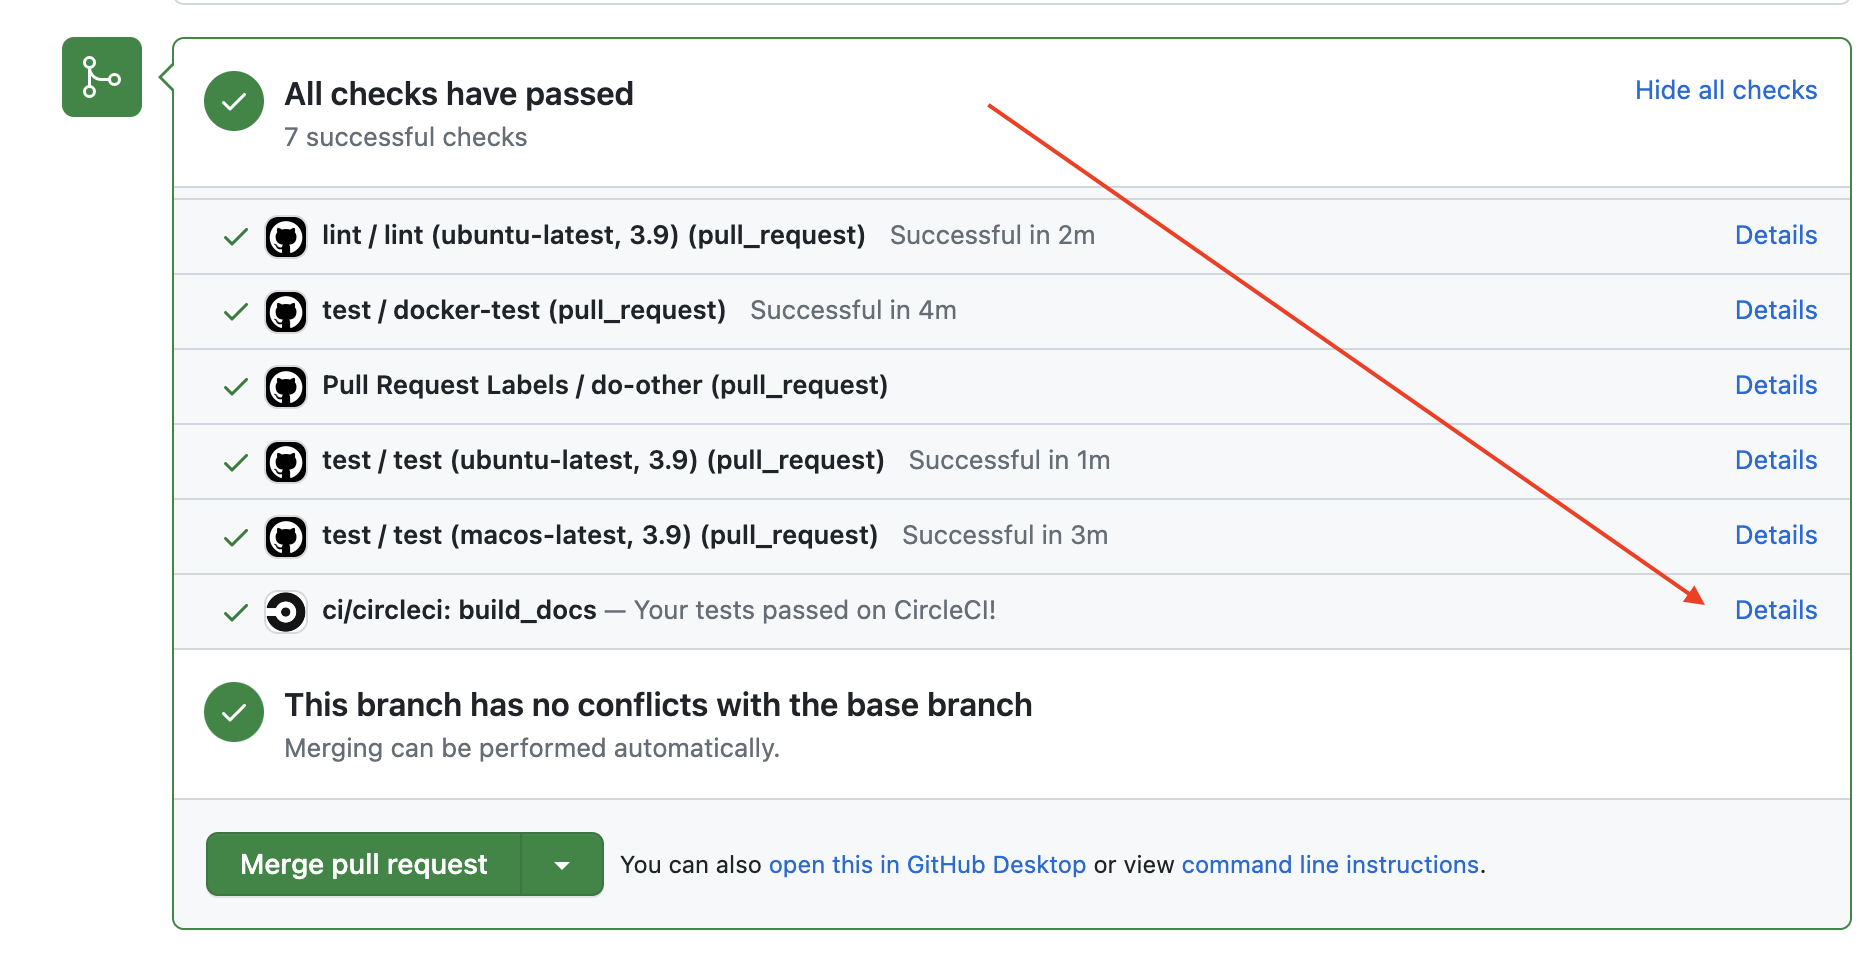 All checks have passed
Hide all checks
7 successful checks
lint / lint (ubuntu-latest, 3.9) (pull_request) Successful in 2m Details
test / docker-test (pull_request) Successful in 4m Details
Pull Request Labels / do-other (pull_request) Details
test / test (ubuntu-latest, 3.9) (pull_request) Successful in 1m Details
test / test (macos-latest, 3.9) (pull_request) Successful in 3m Details
ci/circleci: build_docs — Your tests passed on CircleCI! Details
This branch has no conflicts with the base branch
Merging can be performed automatically.
Merge pull request You can also open this in GitHub Desktop or view command line instructions.